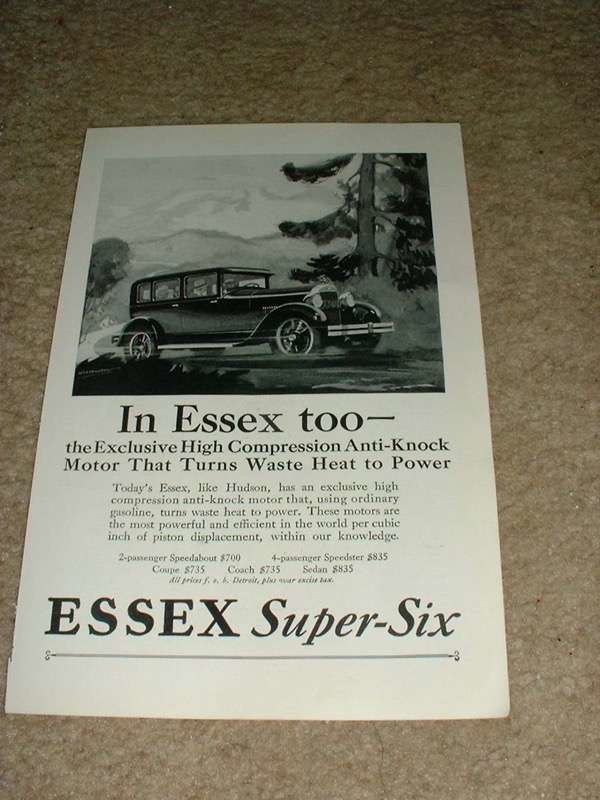 In Essex too—
the Exclusive High Compression Anti-Knock
Motor That Turns Waste Heat to Power
Today's Essex, like Hudson, has an exclusive high
compression anti-knock motor that, using ordinary
gasoline, turns waste heat to power. These motors are
the most powerful and efficient in the world per cubic
inch of piston displacement, within our knowledge.
2-passenger Speedabout $700 4-passenger Speedster $835
Coupe $735 Coach $735 Sedan $835
All prices f. o. b. Detroit, plus war excise tax.
ESSEX Super-Six